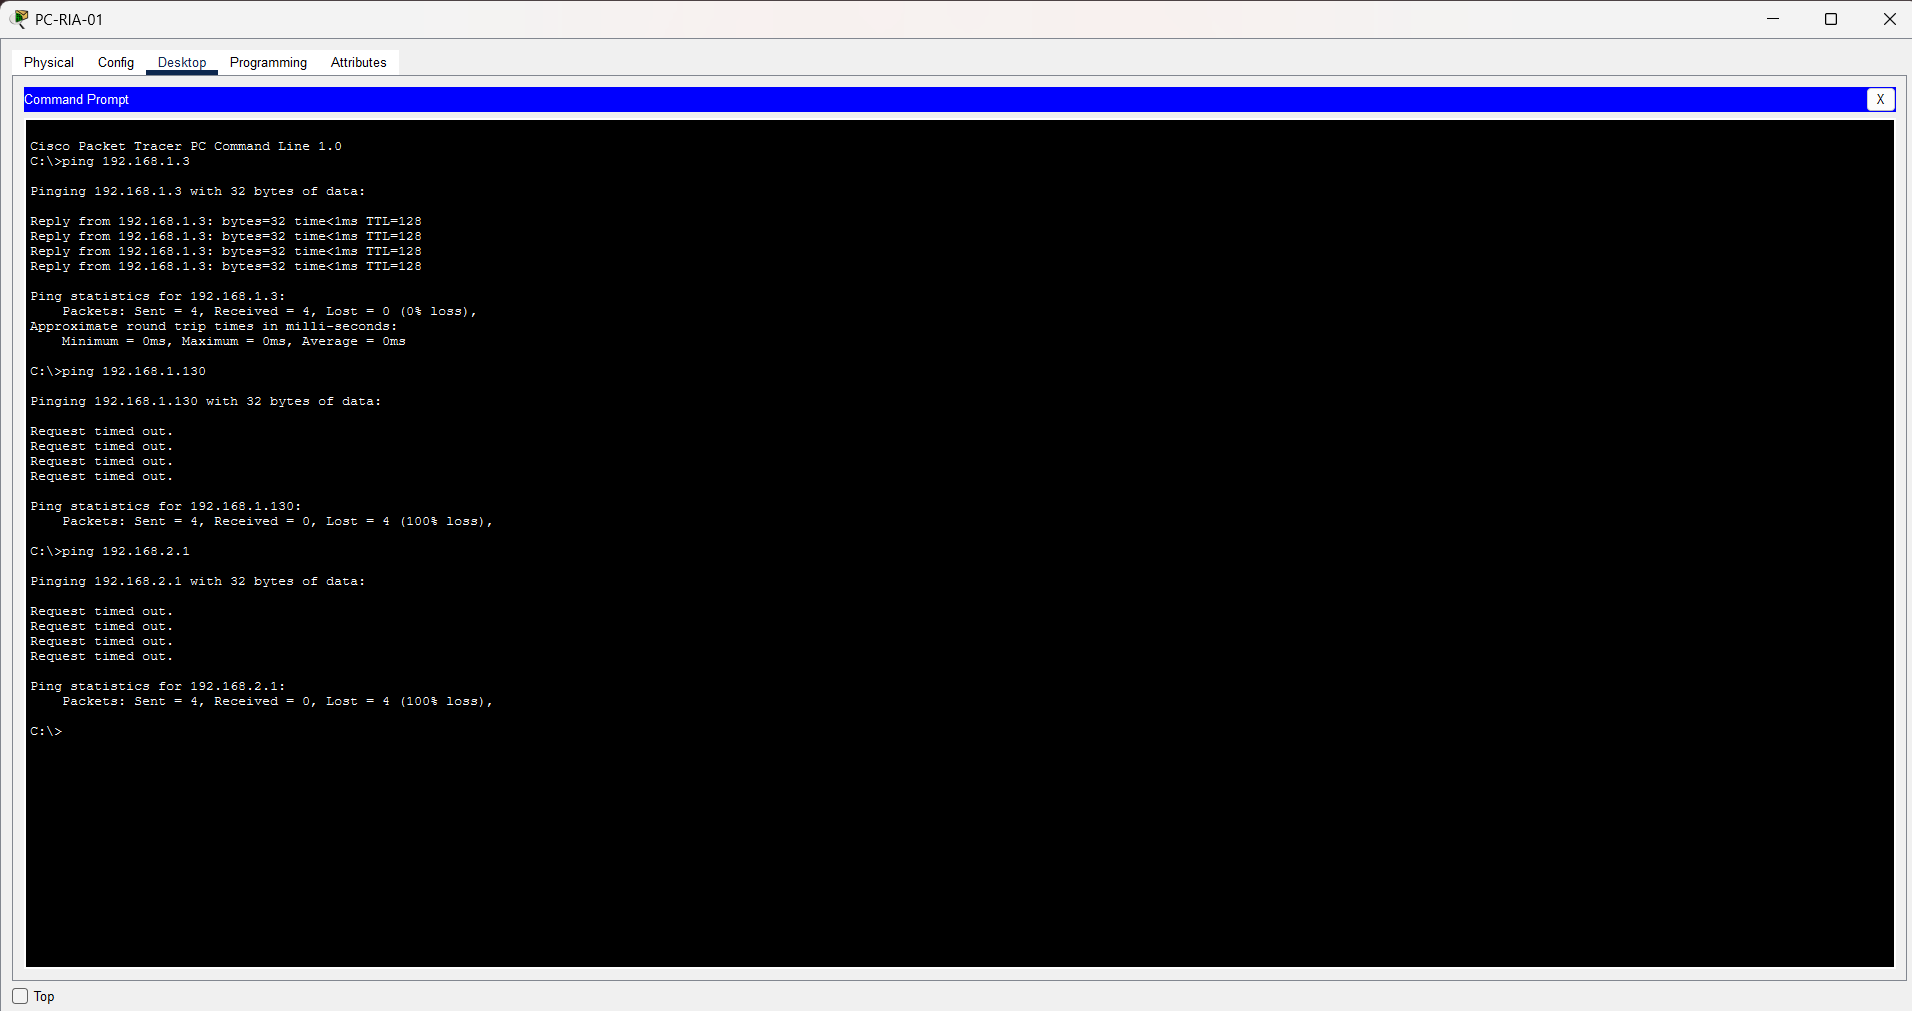 PC-RIA-01
Physical Config Desktop Programming Attributes
Command Prompt X
Cisco Packet Tracer PC Command Line 1.0
C:\>ping 192.168.1.3
Pinging 192.168.1.3 with 32 bytes of data:
Reply from 192.168.1.3: bytes=32 time<1ms TTL=128
Reply from 192.168.1.3: bytes=32 time<1ms TTL=128
Reply from 192.168.1.3: bytes=32 time<1ms TTL=128
Reply from 192.168.1.3: bytes=32 time<1ms TTL=128
Ping statistics for 192.168.1.3:
Packets: Sent = 4, Received = 4, Lost = 0 (0% loss),
Approximate round trip times in milli-seconds:
Minimum = 0ms, Maximum = 0ms, Average = 0ms
C:\>ping 192.168.1.130
Pinging 192.168.1.130 with 32 bytes of data:
Request timed out.
Request timed out.
Request timed out.
Request timed out.
Ping statistics for 192.168.1.130:
Packets: Sent = 4, Received = 0, Lost = 4 (100% loss),
C:\>ping 192.168.2.1
Pinging 192.168.2.1 with 32 bytes of data:
Request timed out.
Request timed out.
Request timed out.
Request timed out.
Ping statistics for 192.168.2.1:
Packets: Sent = 4, Received = 0, Lost = 4 (100% loss),
C:\>
Top